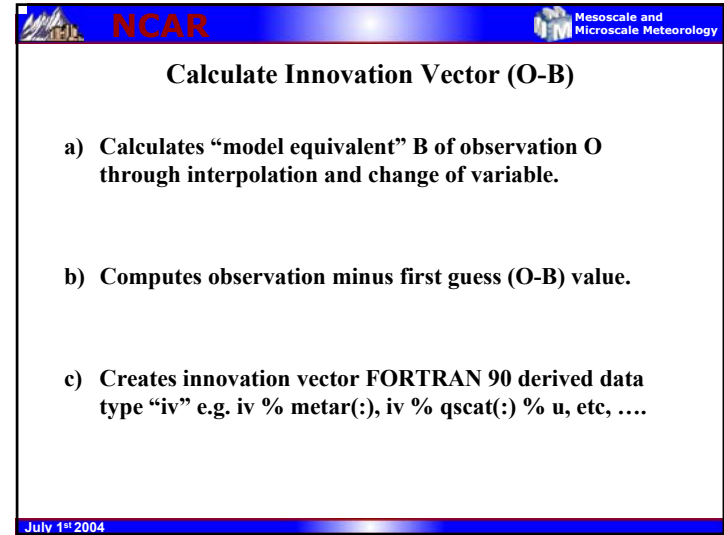 NCAR
Mesoscale and
Microscale Meteorology
Calculate Innovation Vector (O-B)
a) Calculates “model equivalent” B of observation O
through interpolation and change of variable.
b) Computes observation minus first guess (O-B) value.
c) Creates innovation vector FORTRAN 90 derived data
type “iv” e.g. iv % metar(:), iv % qscat(:) % u, etc, ….
July 1st 2004